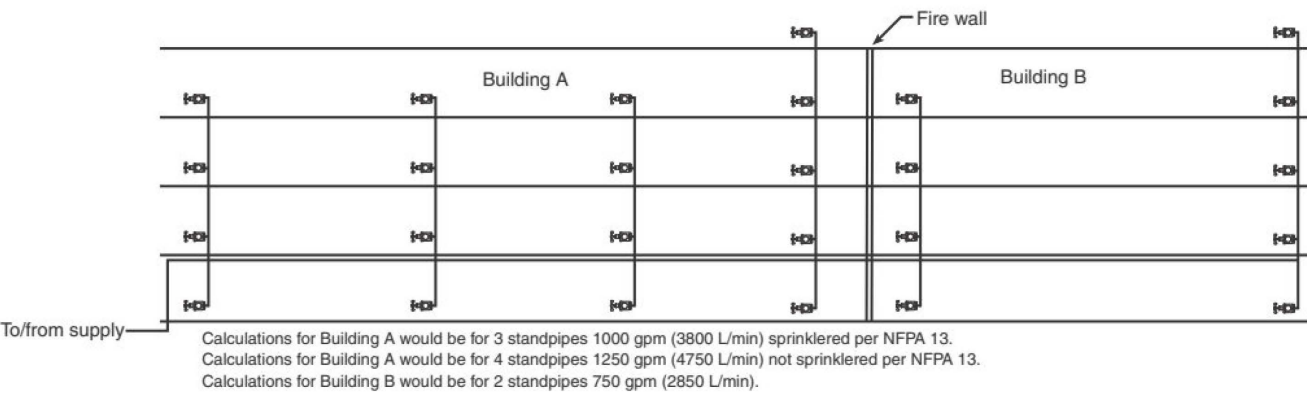 Fire wall
Building A
Building B
To/from supply
Calculations for Building A would be for 3 standpipes 1000 gpm (3800 L/min) sprinklered per NFPA 13.
Calculations for Building A would be for 4 standpipes 1250 gpm (4750 L/min) not sprinklered per NFPA 13.
Calculations for Building B would be for 2 standpipes 750 gpm (2850 L/min).